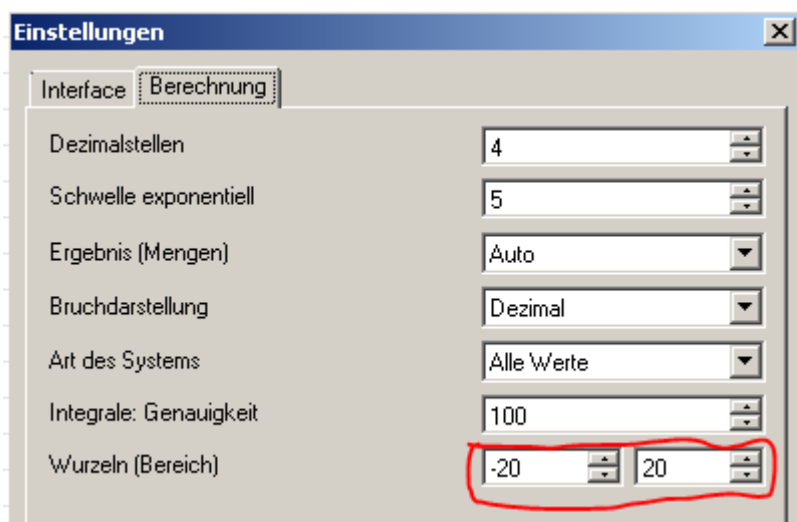 Einstellungen
Interface Berechnung
Dezimalstellen 4
Schwelle exponentiell 5
Ergebnis (Mengen) Auto
Bruchdarstellung Dezimal
Art des Systems Alle Werte
Integrale: Genauigkeit 100
Wurzeln (Bereich) -20 20